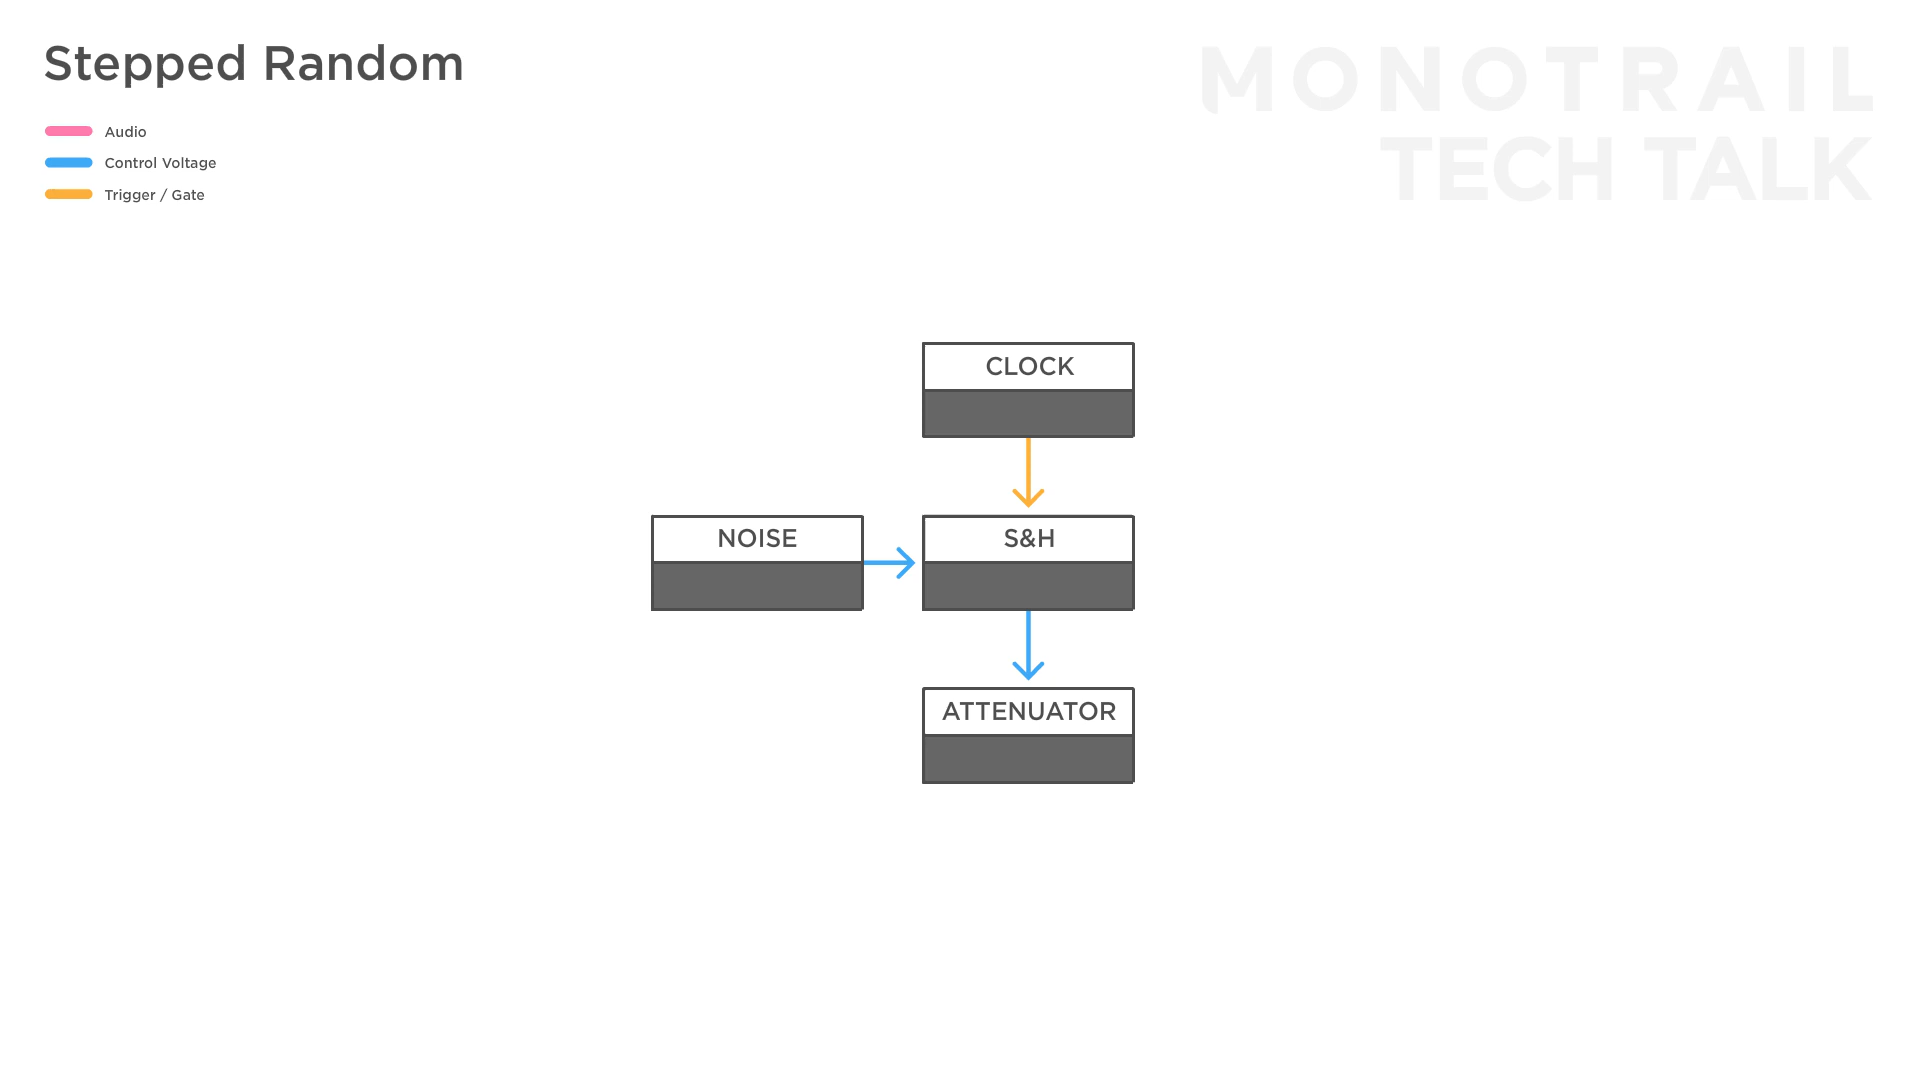 Stepped Random
MONOTRAIL
TECH TALK
Audio
Control Voltage
Trigger / Gate
CLOCK
NOISE
S&H
ATTENUATOR